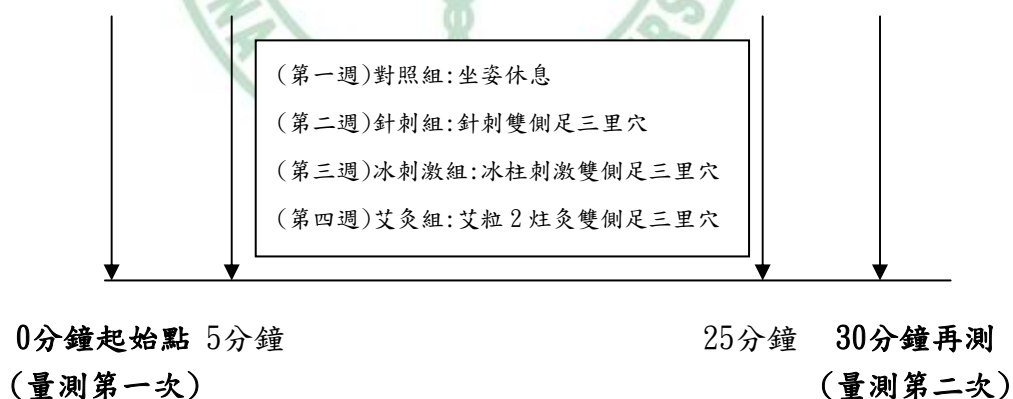 NA
ERS
(第一週)對照組:坐姿休息
(第二週)針刺組:針刺雙側足三里穴
(第三週)冰刺激組:冰柱刺激雙側足三里穴
(第四週)艾灸組:艾粒 2 炷灸雙側足三里穴
0分鐘起始點 5分鐘 25分鐘 30分鐘再測
(量測第一次) (量測第二次)